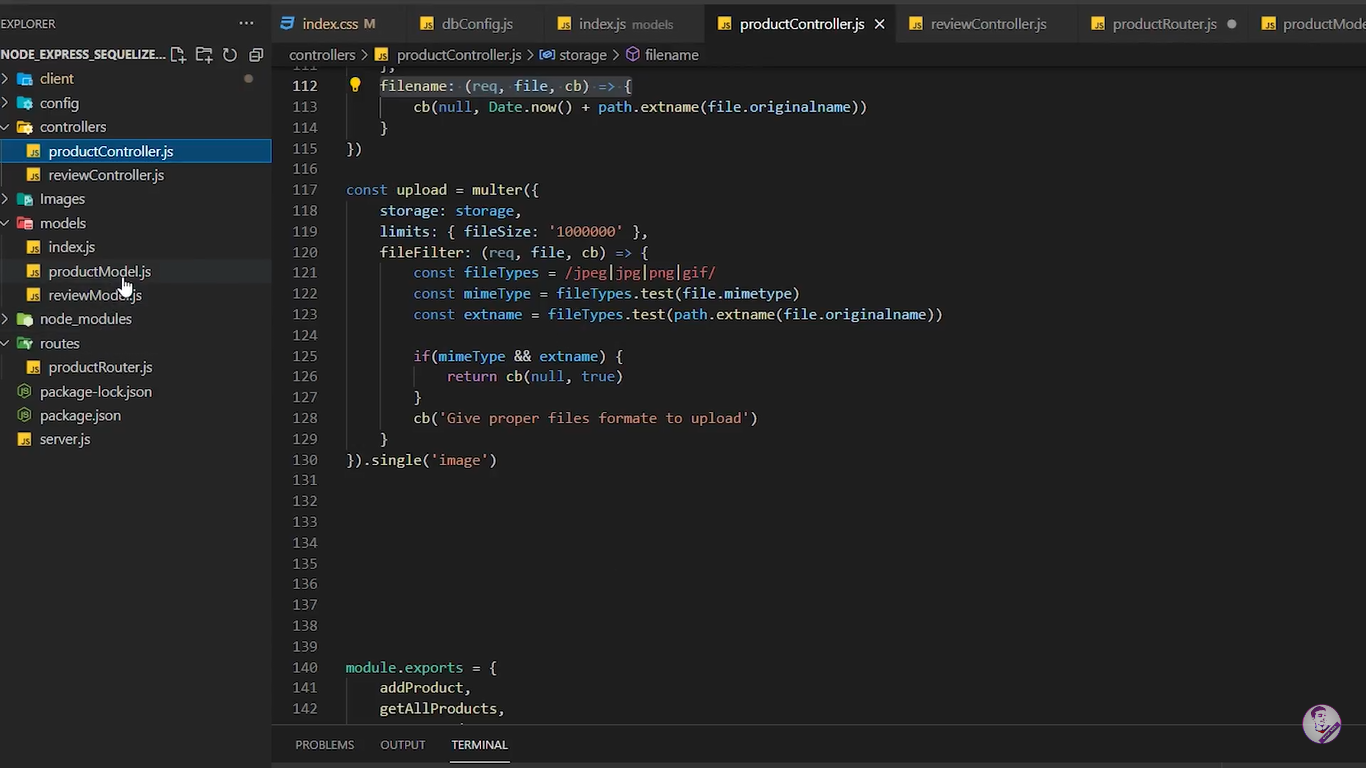 EXPLORER
NODE_EXPRESS_SEQUELIZE...
client
config
controllers
productController.js
reviewController.js
Images
models
index.js
productModel.js
reviewModel.js
node_modules
routes
productRouter.js
package-lock.json
package.json
server.js
index.css M
dbConfig.js
index.js models
productController.js
reviewController.js
productRouter.js
productMode
controllers > productController.js > storage > filename
111 },
112 filename: (req, file, cb) => {
113 cb(null, Date.now() + path.extname(file.originalname))
114 }
115 })
116
117 const upload = multer({
118 storage: storage,
119 limits: { fileSize: '1000000' },
120 fileFilter: (req, file, cb) => {
121 const fileTypes = /jpeg|jpg|png|gif/
122 const mimeType = fileTypes.test(file.mimetype)
123 const extname = fileTypes.test(path.extname(file.originalname))
124
125 if(mimeType && extname) {
126 return cb(null, true)
127 }
128 cb('Give proper files formate to upload')
129 }
130 }).single('image')
131
132
133
134
135
136
137
138
139
140 module.exports = {
141 addProduct,
142 getAllProducts,
PROBLEMS OUTPUT TERMINAL